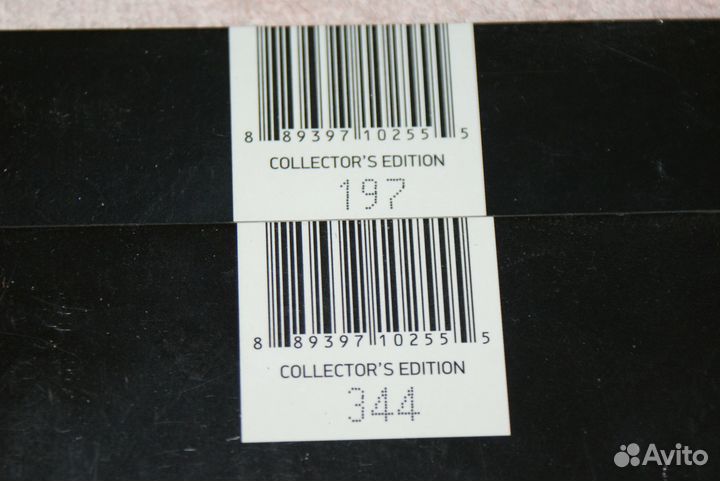 8 89397 10255 5
COLLECTOR'S EDITION
197
8 89397 10255 5
COLLECTOR'S EDITION
344
Avito